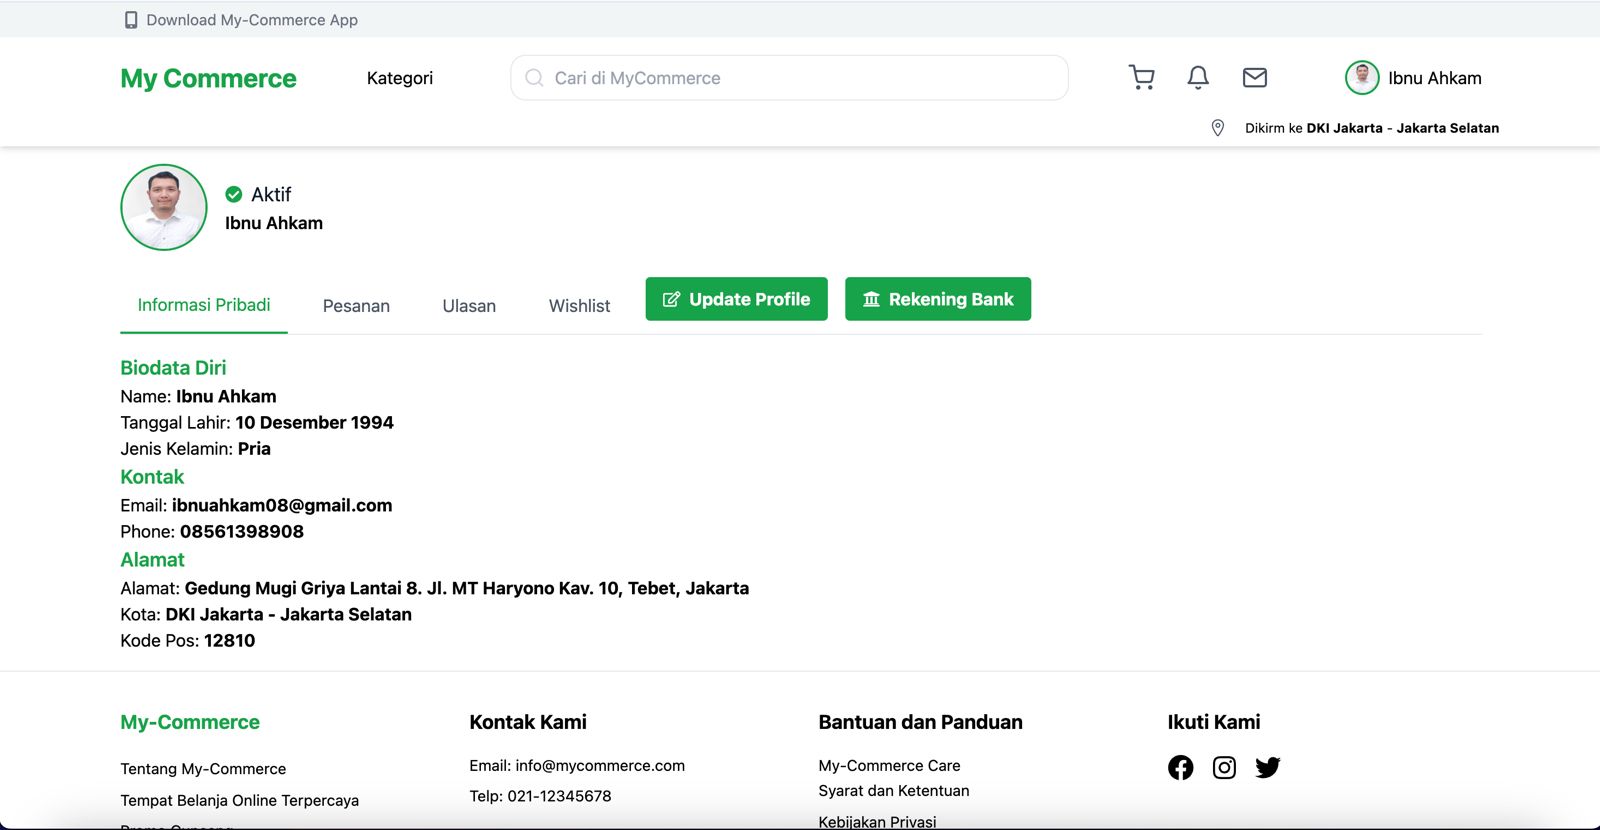 Download My-Commerce App
My Commerce
Kategori
Cari di MyCommerce
Ibnu Ahkam
Dikirm ke DKI Jakarta - Jakarta Selatan
Aktif
Ibnu Ahkam
Informasi Pribadi
Pesanan
Ulasan
Wishlist
Update Profile
Rekening Bank
Biodata Diri
Name: Ibnu Ahkam
Tanggal Lahir: 10 Desember 1994
Jenis Kelamin: Pria
Kontak
Email: ibnuahkam08@gmail.com
Phone: 08561398908
Alamat
Alamat: Gedung Mugi Griya Lantai 8. Jl. MT Haryono Kav. 10, Tebet, Jakarta
Kota: DKI Jakarta - Jakarta Selatan
Kode Pos: 12810
My-Commerce
Tentang My-Commerce
Tempat Belanja Online Terpercaya
Kontak Kami
Email: info@mycommerce.com
Telp: 021-12345678
Bantuan dan Panduan
My-Commerce Care
Syarat dan Ketentuan
Kebijakan Privasi
Ikuti Kami